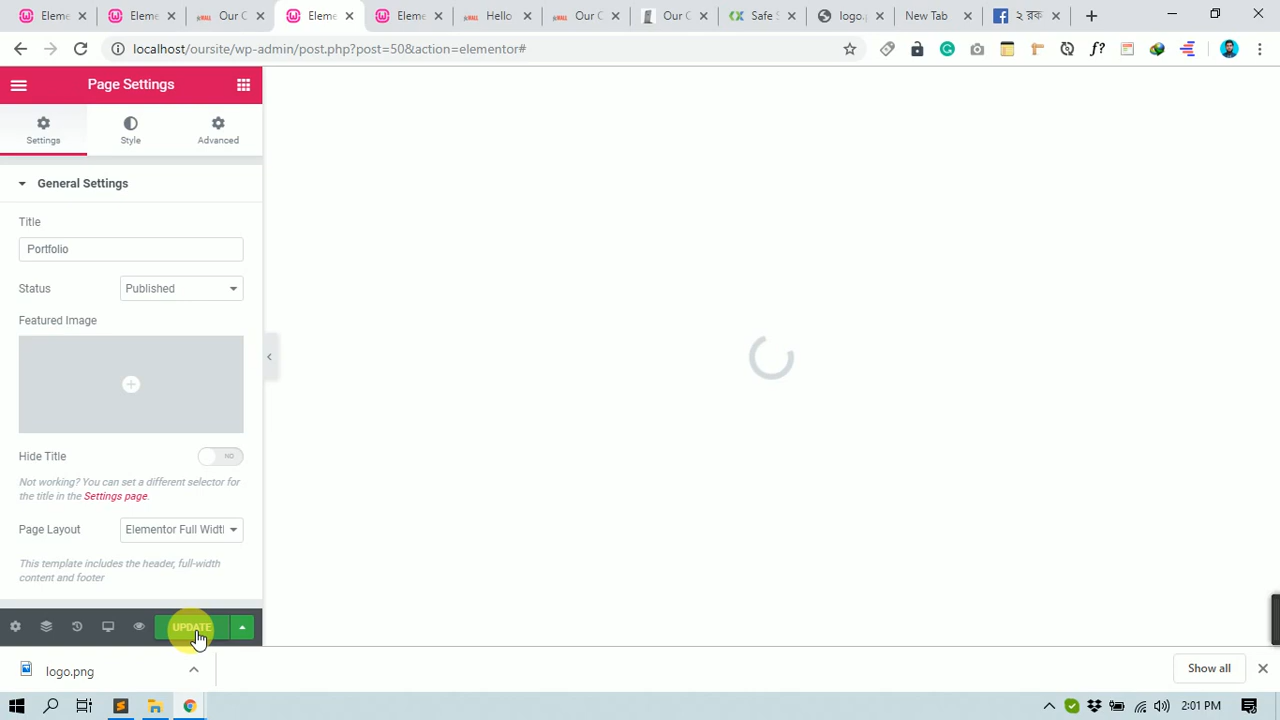 Eleme
Eleme
Our C
Eleme
Eleme
Hello
Our C
Our C
Safe S
logo.p
New Tab
২ রক
localhost/oursite/wp-admin/post.php?post=50&action=elementor#
Page Settings
Settings
Style
Advanced
General Settings
Title
Portfolio
Status
Published
Featured Image
Hide Title
NO
Not working? You can set a different selector for
the title in the Settings page.
Page Layout
Elementor Full Widt
This template includes the header, full-width
content and footer
UPDATE
logo.png
Show all
2:01 PM